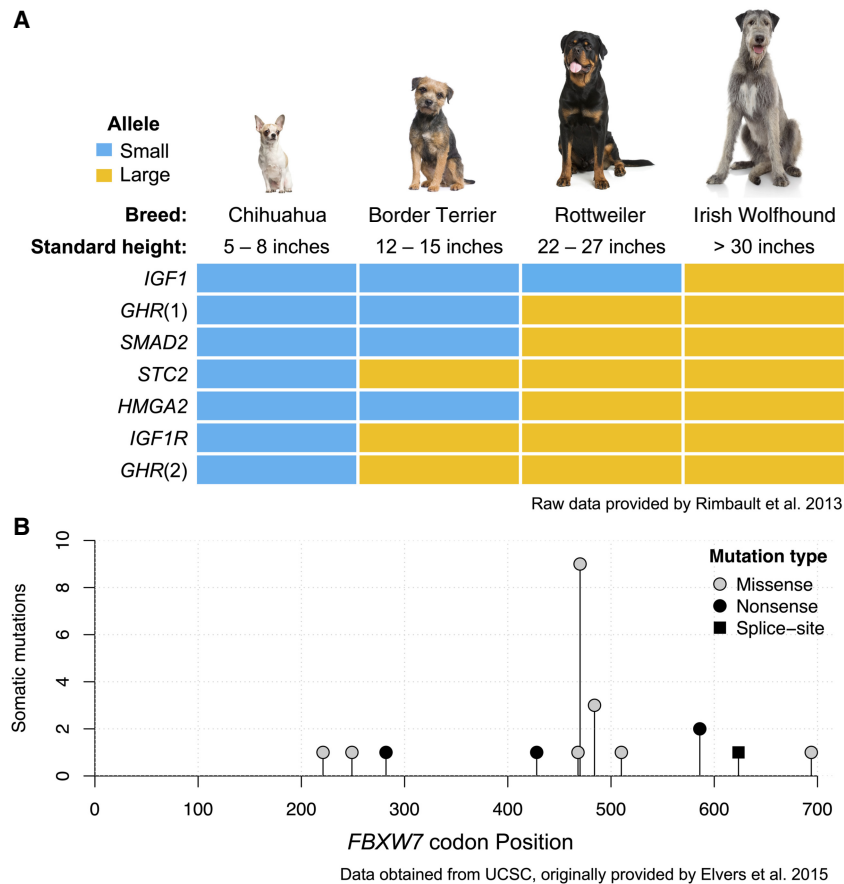 A
Allele
Small
Large
Breed: Chihuahua Border Terrier Rottweiler Irish Wolfhound
Standard height: 5 – 8 inches 12 – 15 inches 22 – 27 inches > 30 inches
IGF1
GHR(1)
SMAD2
STC2
HMGA2
IGF1R
GHR(2)
Raw data provided by Rimbault et al. 2013
B
Somatic mutations
10
8
6
4
2
0
Mutation type
Missense
Nonsense
Splice−site
0 100 200 300 400 500 600 700
FBXW7 codon Position
Data obtained from UCSC, originally provided by Elvers et al. 2015